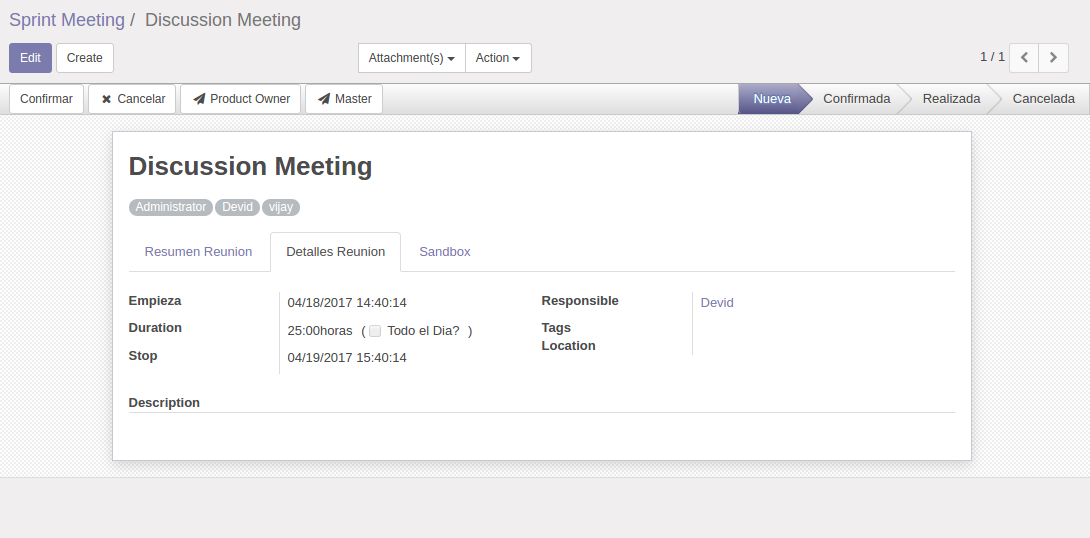 Sprint Meeting / Discussion Meeting
Edit Create Attachment(s) Action 1 / 1
Confirmar Cancelar Product Owner Master Nueva Confirmada Realizada Cancelada
Discussion Meeting
Administrator Devid vijay
Resumen Reunion Detalles Reunion Sandbox
Empieza 04/18/2017 14:40:14 Responsible Devid
Duration 25:00horas ( Todo el Dia? ) Tags
Location
Stop 04/19/2017 15:40:14
Description